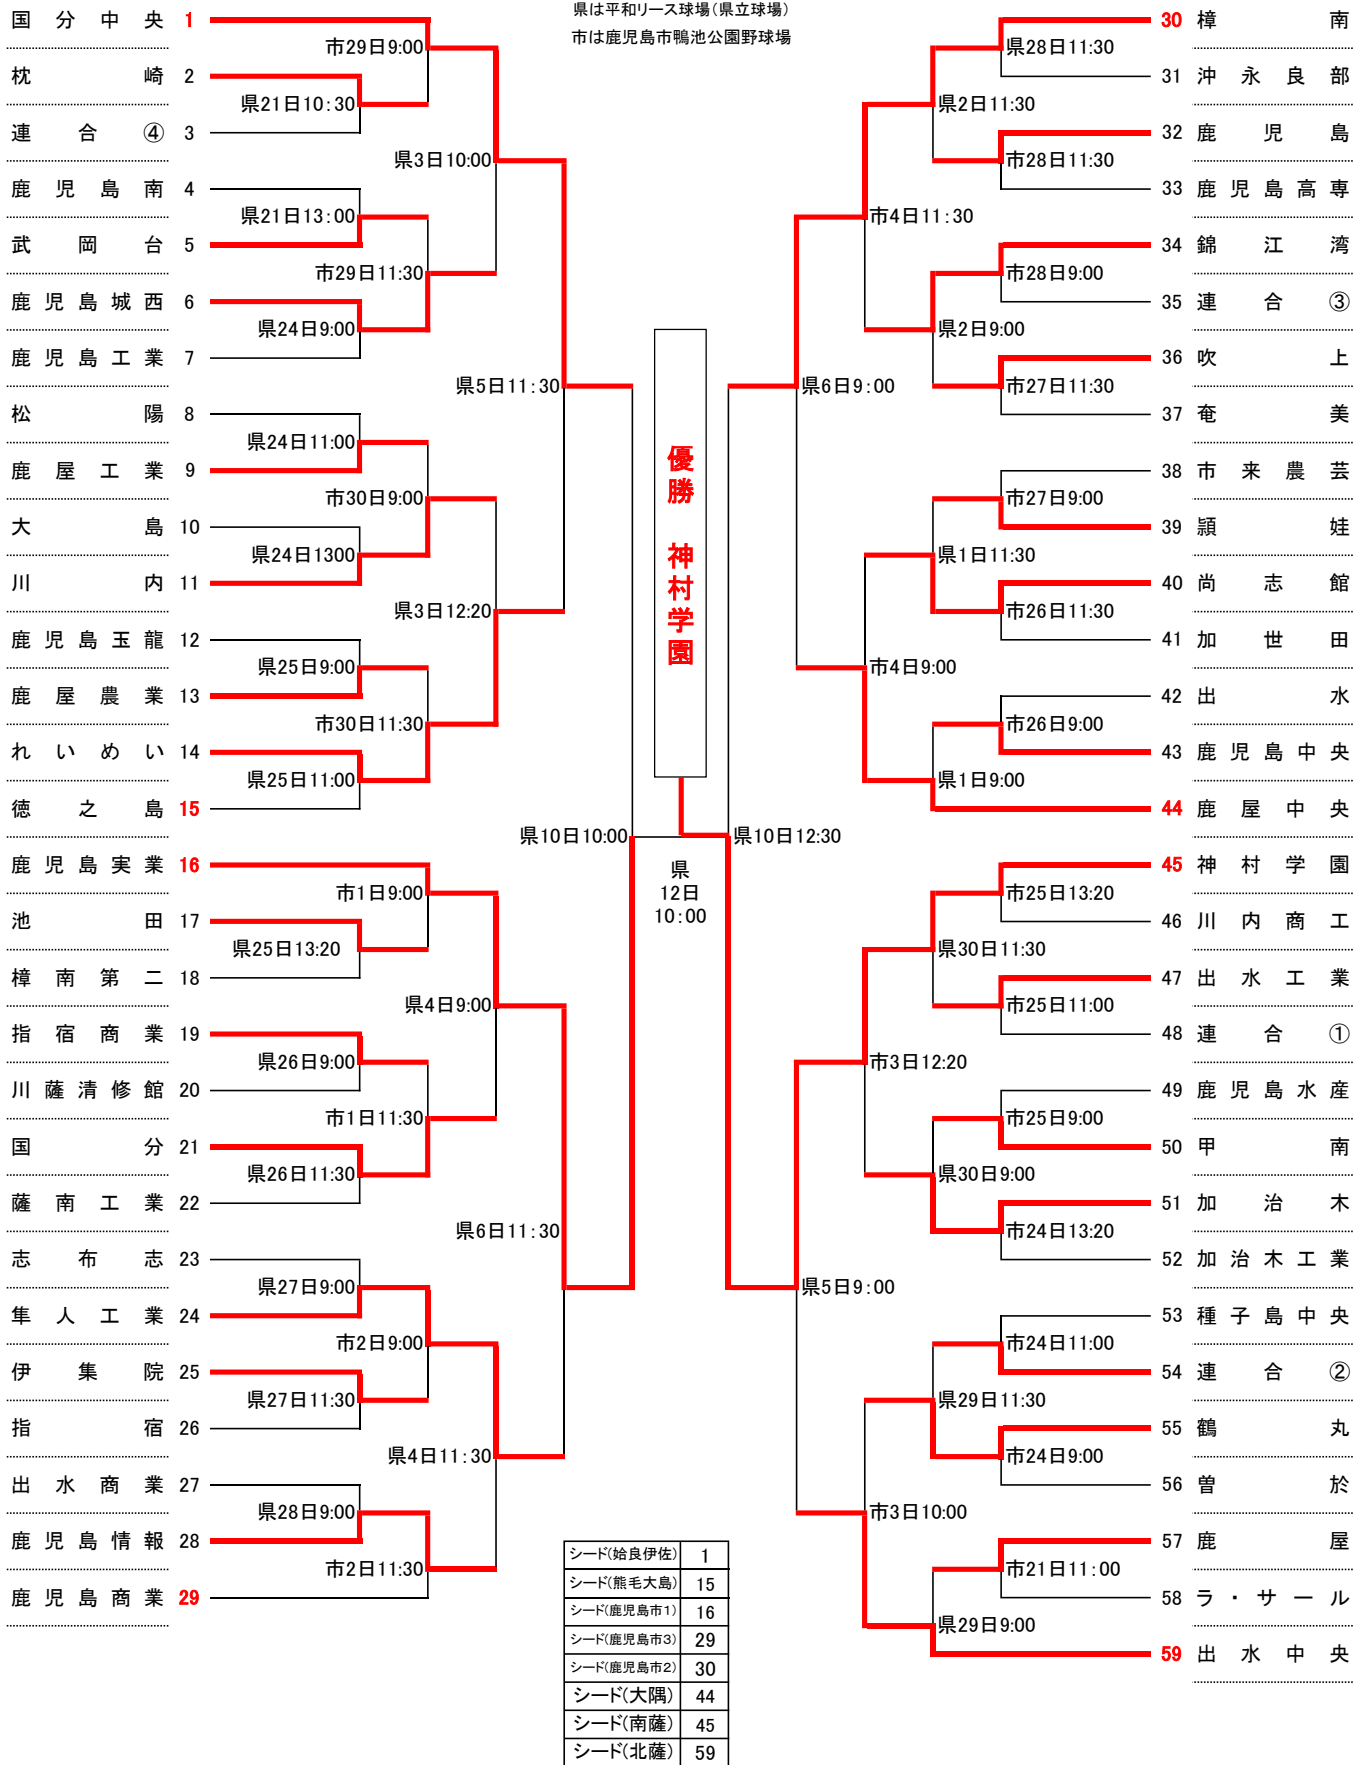 県は平和リース球場(県立球場)
市は鹿児島市鴨池公園野球場
国分中央 1
枕崎 2
連合④ 3
鹿児島南 4
武岡台 5
鹿児島城西 6
鹿児島工業 7
松陽 8
鹿屋工業 9
大島 10
川内 11
鹿児島玉龍 12
鹿屋農業 13
れいめい 14
徳之島 15
鹿児島実業 16
池田 17
樟南第二 18
指宿商業 19
川薩清修館 20
国分 21
薩南工業 22
志布志 23
隼人工業 24
伊集院 25
指宿 26
出水商業 27
鹿児島情報 28
鹿児島商業 29
県21日10:30
県21日13:00
県24日9:00
県24日11:00
県24日1300
県25日9:00
県25日11:00
県25日13:20
県26日9:00
県26日11:30
県27日9:00
県27日11:30
県28日9:00
市29日9:00
市29日11:30
市30日9:00
市30日11:30
市1日9:00
市1日11:30
市2日9:00
市2日11:30
県3日10:00
県3日12:20
県4日9:00
県4日11:30
県5日11:30
県6日11:30
県10日10:00
優勝 神村学園
県
12日
10:00
県10日12:30
県6日9:00
県5日9:00
市4日11:30
市4日9:00
市3日12:20
市3日10:00
県2日11:30
県2日9:00
県1日11:30
県1日9:00
県30日11:30
県30日9:00
県29日11:30
県29日9:00
県28日11:30
市28日11:30
市28日9:00
市27日11:30
市27日9:00
市26日11:30
市26日9:00
市25日13:20
市25日11:00
市25日9:00
市24日13:20
市24日11:00
市24日9:00
市21日11:00
30 樟南
31 沖永良部
32 鹿児島
33 鹿児島高専
34 錦江湾
35 連合③
36 吹上
37 奄美
38 市来農芸
39 頴娃
40 尚志館
41 加世田
42 出水
43 鹿児島中央
44 鹿屋中央
45 神村学園
46 川内商工
47 出水工業
48 連合①
49 鹿児島水産
50 甲南
51 加治木
52 加治木工業
53 種子島中央
54 連合②
55 鶴丸
56 曽於
57 鹿屋
58 ラ・サール
59 出水中央
シード(姶良伊佐) 1
シード(熊毛大島) 15
シード(鹿児島市1) 16
シード(鹿児島市3) 29
シード(鹿児島市2) 30
シード(大隅) 44
シード(南薩) 45
シード(北薩) 59